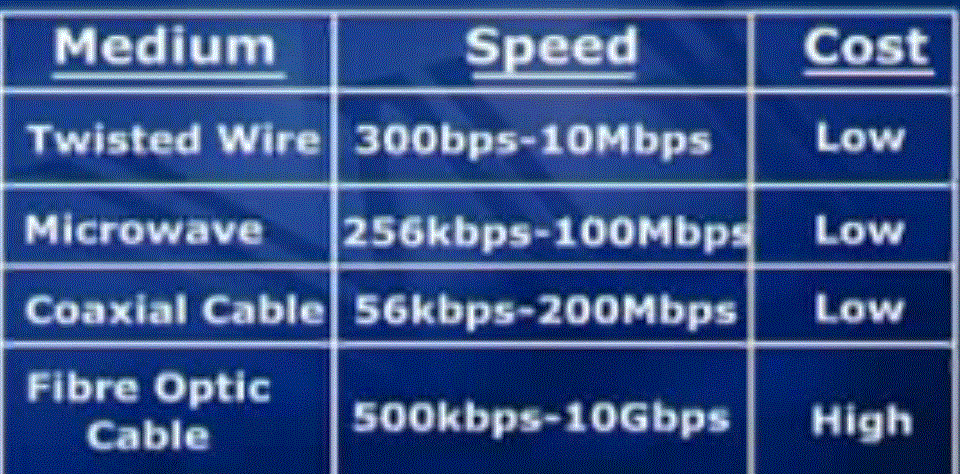 Medium Speed Cost
Twisted Wire 300bps-10Mbps Low
Microwave 256kbps-100Mbps Low
Coaxial Cable 56kbps-200Mbps Low
Fibre Optic
Cable 500kbps-10Gbps High